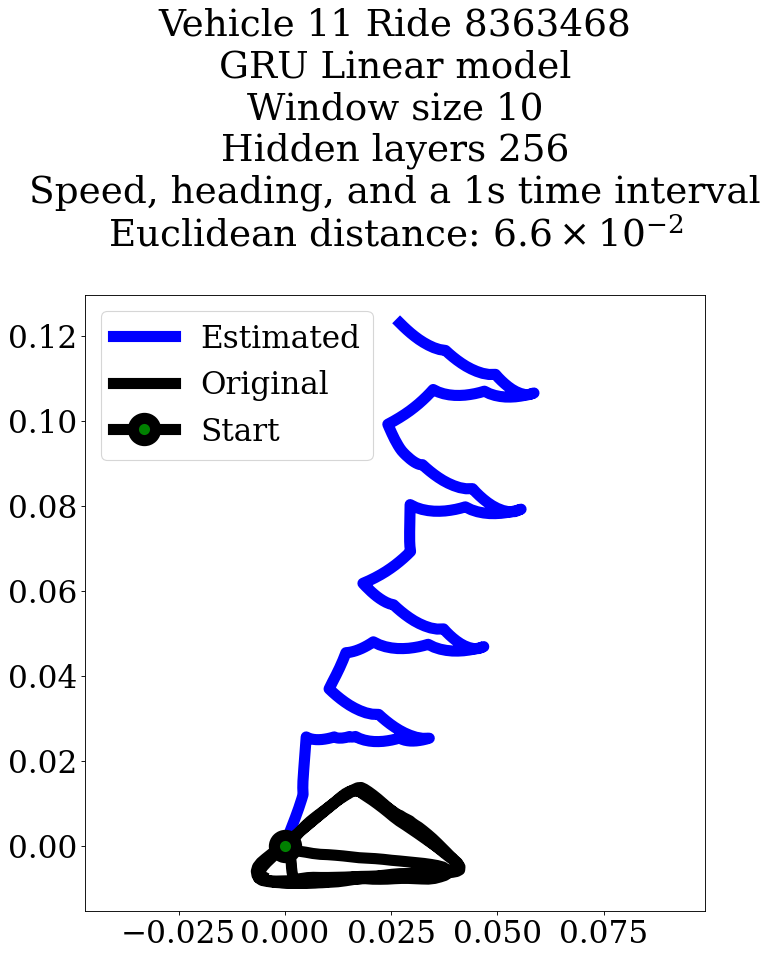 Vehicle 11 Ride 8363468
GRU Linear model
Window size 10
Hidden layers 256
Speed, heading, and a 1s time interval
Euclidean distance: 6.6 × 10⁻²
Estimated
Original
Start
0.12
0.10
0.08
0.06
0.04
0.02
0.00
−0.025 0.000 0.025 0.050 0.075